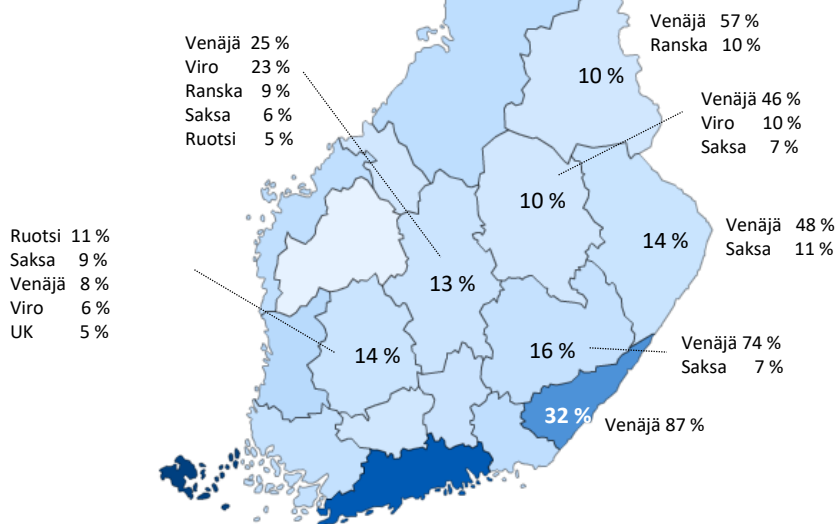 Venäjä 57 %
Ranska 10 %
Venäjä 25 %
Viro 23 %
Ranska 9 %
Saksa 6 %
Ruotsi 5 %
10 %
Venäjä 46 %
Viro 10 %
Saksa 7 %
10 %
Venäjä 48 %
Saksa 11 %
14 %
Ruotsi 11 %
Saksa 9 %
Venäjä 8 %
Viro 6 %
UK 5 %
13 %
14 %
16 %
Venäjä 74 %
Saksa 7 %
32 %
Venäjä 87 %